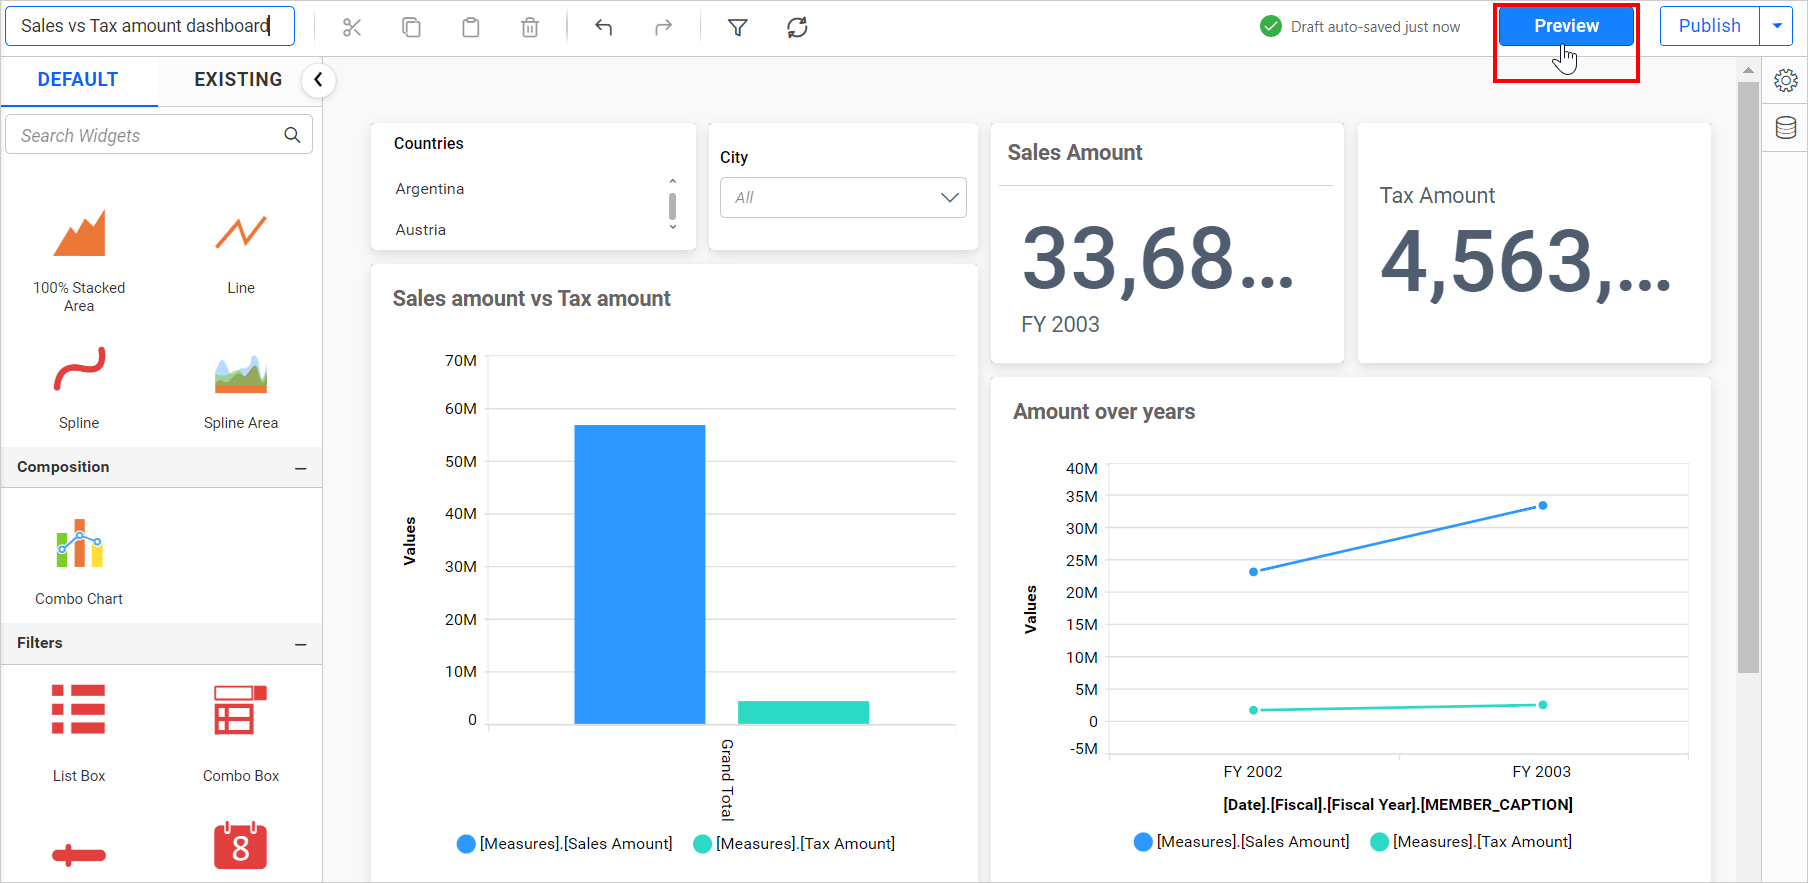 Sales vs Tax amount dashboard
Draft auto-saved just now
Preview
Publish
DEFAULT
EXISTING
Search Widgets
100% Stacked
Area
Line
Spline
Spline Area
Composition
Combo Chart
Filters
List Box
Combo Box
8
Countries
Argentina
Austria
City
All
Sales Amount
33,68...
FY 2003
Tax Amount
4,563,...
Sales amount vs Tax amount
70M
60M
50M
40M
30M
20M
10M
0
Values
Grand Total
[Measures].[Sales Amount]
[Measures].[Tax Amount]
Amount over years
40M
35M
30M
25M
20M
15M
10M
5M
0
-5M
Values
FY 2002
FY 2003
[Date].[Fiscal].[Fiscal Year].[MEMBER_CAPTION]
[Measures].[Sales Amount]
[Measures].[Tax Amount]